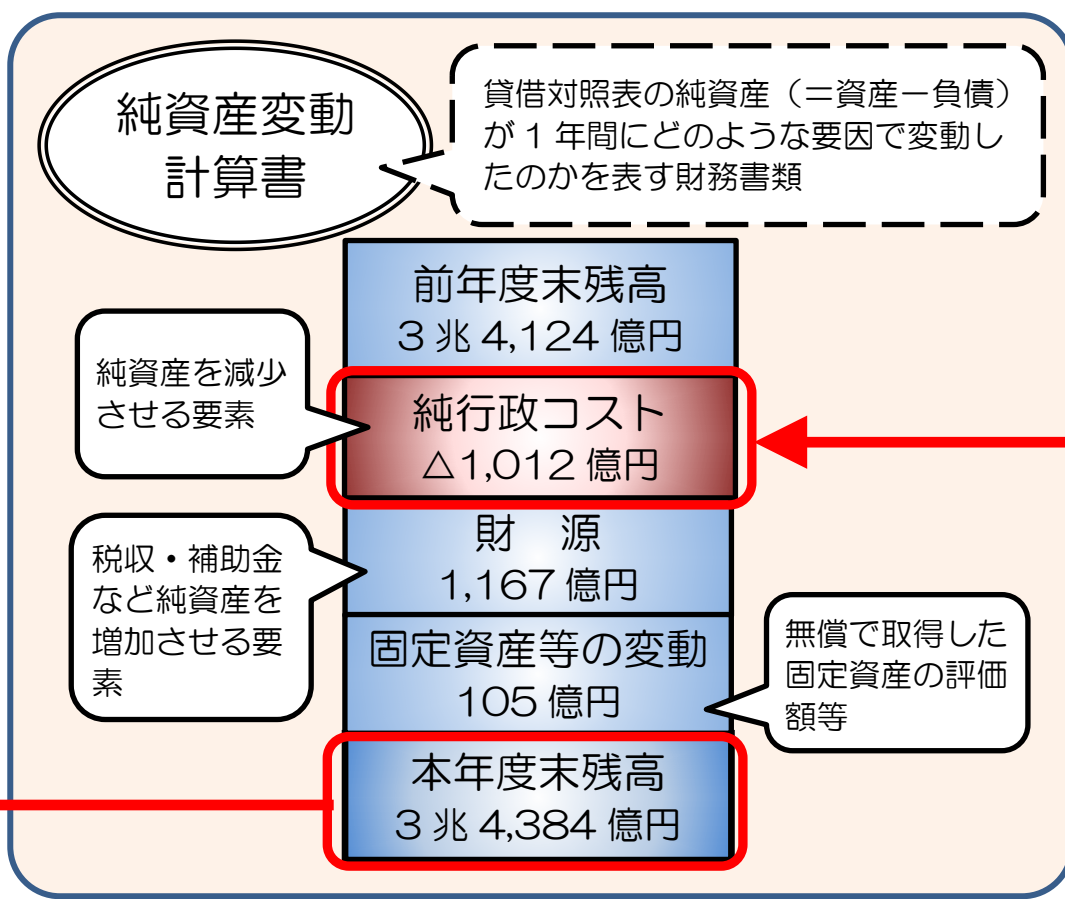 純資産変動
計算書
貸借対照表の純資産（＝資産－負債）
が１年間にどのような要因で変動し
たのかを表す財務書類
前年度末残高
3 兆 4,124 億円
純資産を減少
させる要素
純行政コスト
△1,012 億円
財　源
1,167 億円
税収・補助金
など純資産を
増加させる要
素
固定資産等の変動
105 億円
無償で取得した
固定資産の評価
額等
本年度末残高
3 兆 4,384 億円